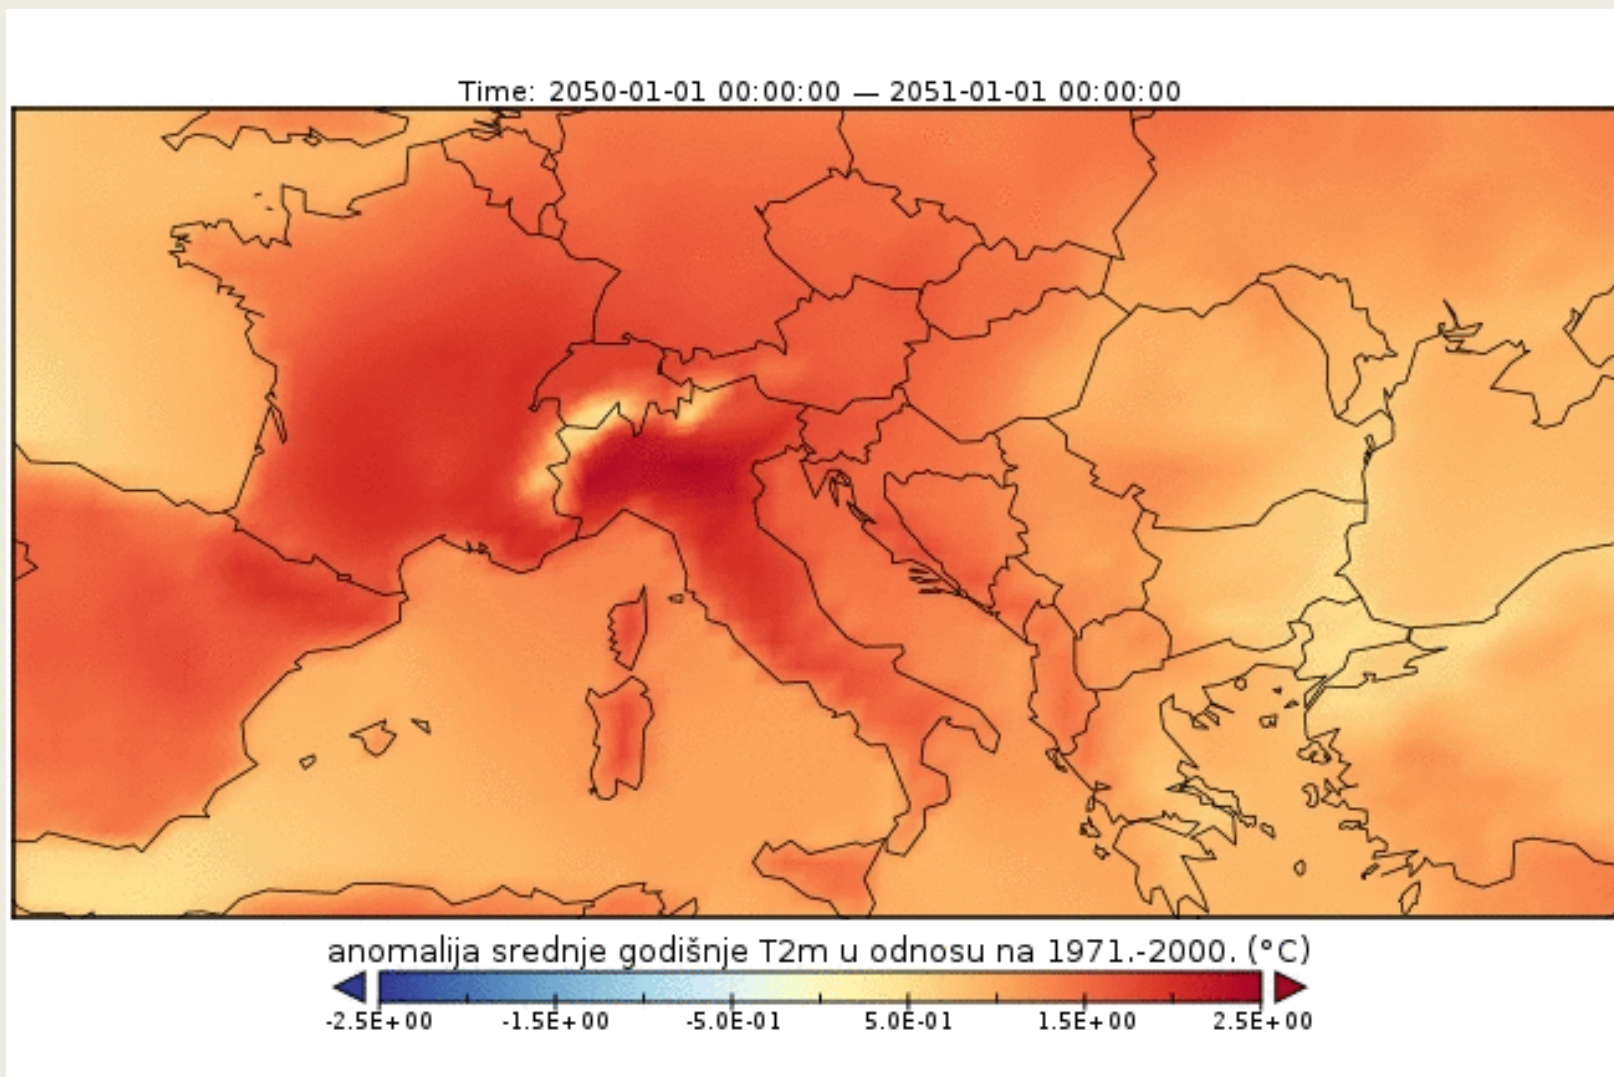 Time: 2050-01-01 00:00:00 — 2051-01-01 00:00:00
anomalija srednje godišnje T2m u odnosu na 1971.-2000. (°C)
-2.5E+00 -1.5E+00 -5.0E-01 5.0E-01 1.5E+00 2.5E+00